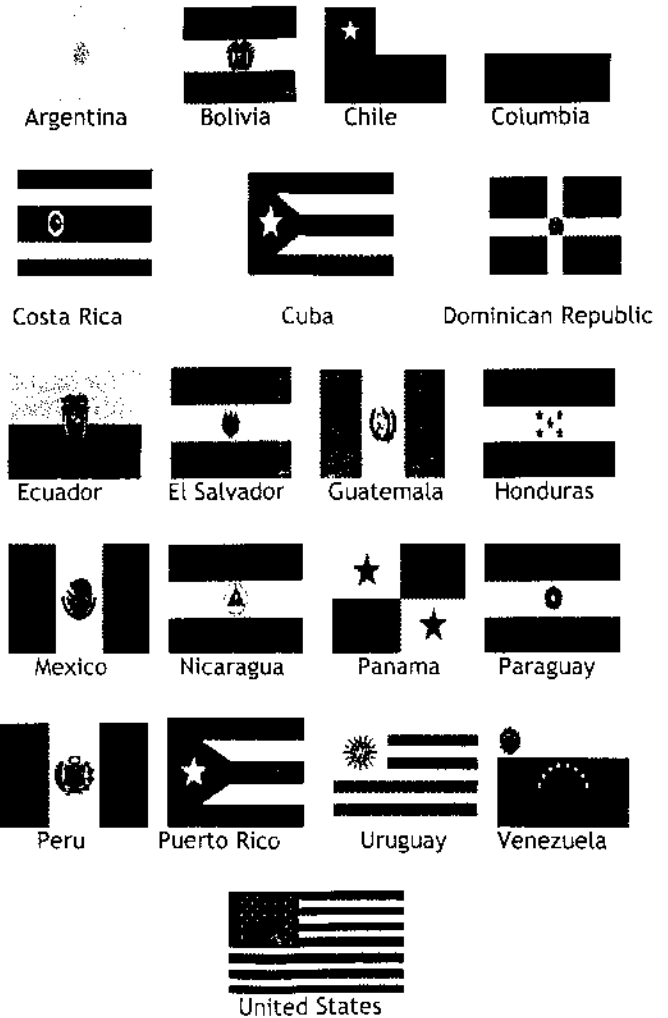 Argentina Bolivia Chile Columbia
Costa Rica Cuba Dominican Republic
Ecuador El Salvador Guatemala Honduras
Mexico Nicaragua Panama Paraguay
Peru Puerto Rico Uruguay Venezuela
United States